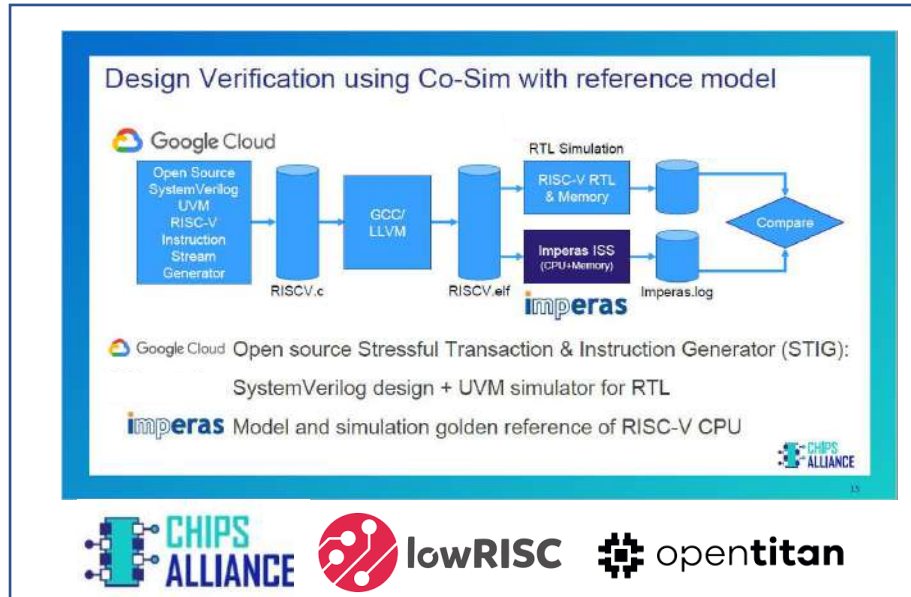 Design Verification using Co-Sim with reference model
Google Cloud
Open Source
SystemVerilog
UVM
RISC-V
Instruction
Stream
Generator
RISCV.c
GCC/
LLVM
RISCV.elf
RTL Simulation
RISC-V RTL
& Memory
Imperas ISS
(CPU+Memory)
imperas
Imperas.log
Compare
Google Cloud Open source Stressful Transaction & Instruction Generator (STIG):
SystemVerilog design + UVM simulator for RTL
imperas Model and simulation golden reference of RISC-V CPU
CHIPS
ALLIANCE
15
CHIPS
ALLIANCE
lowRISC
opentitan